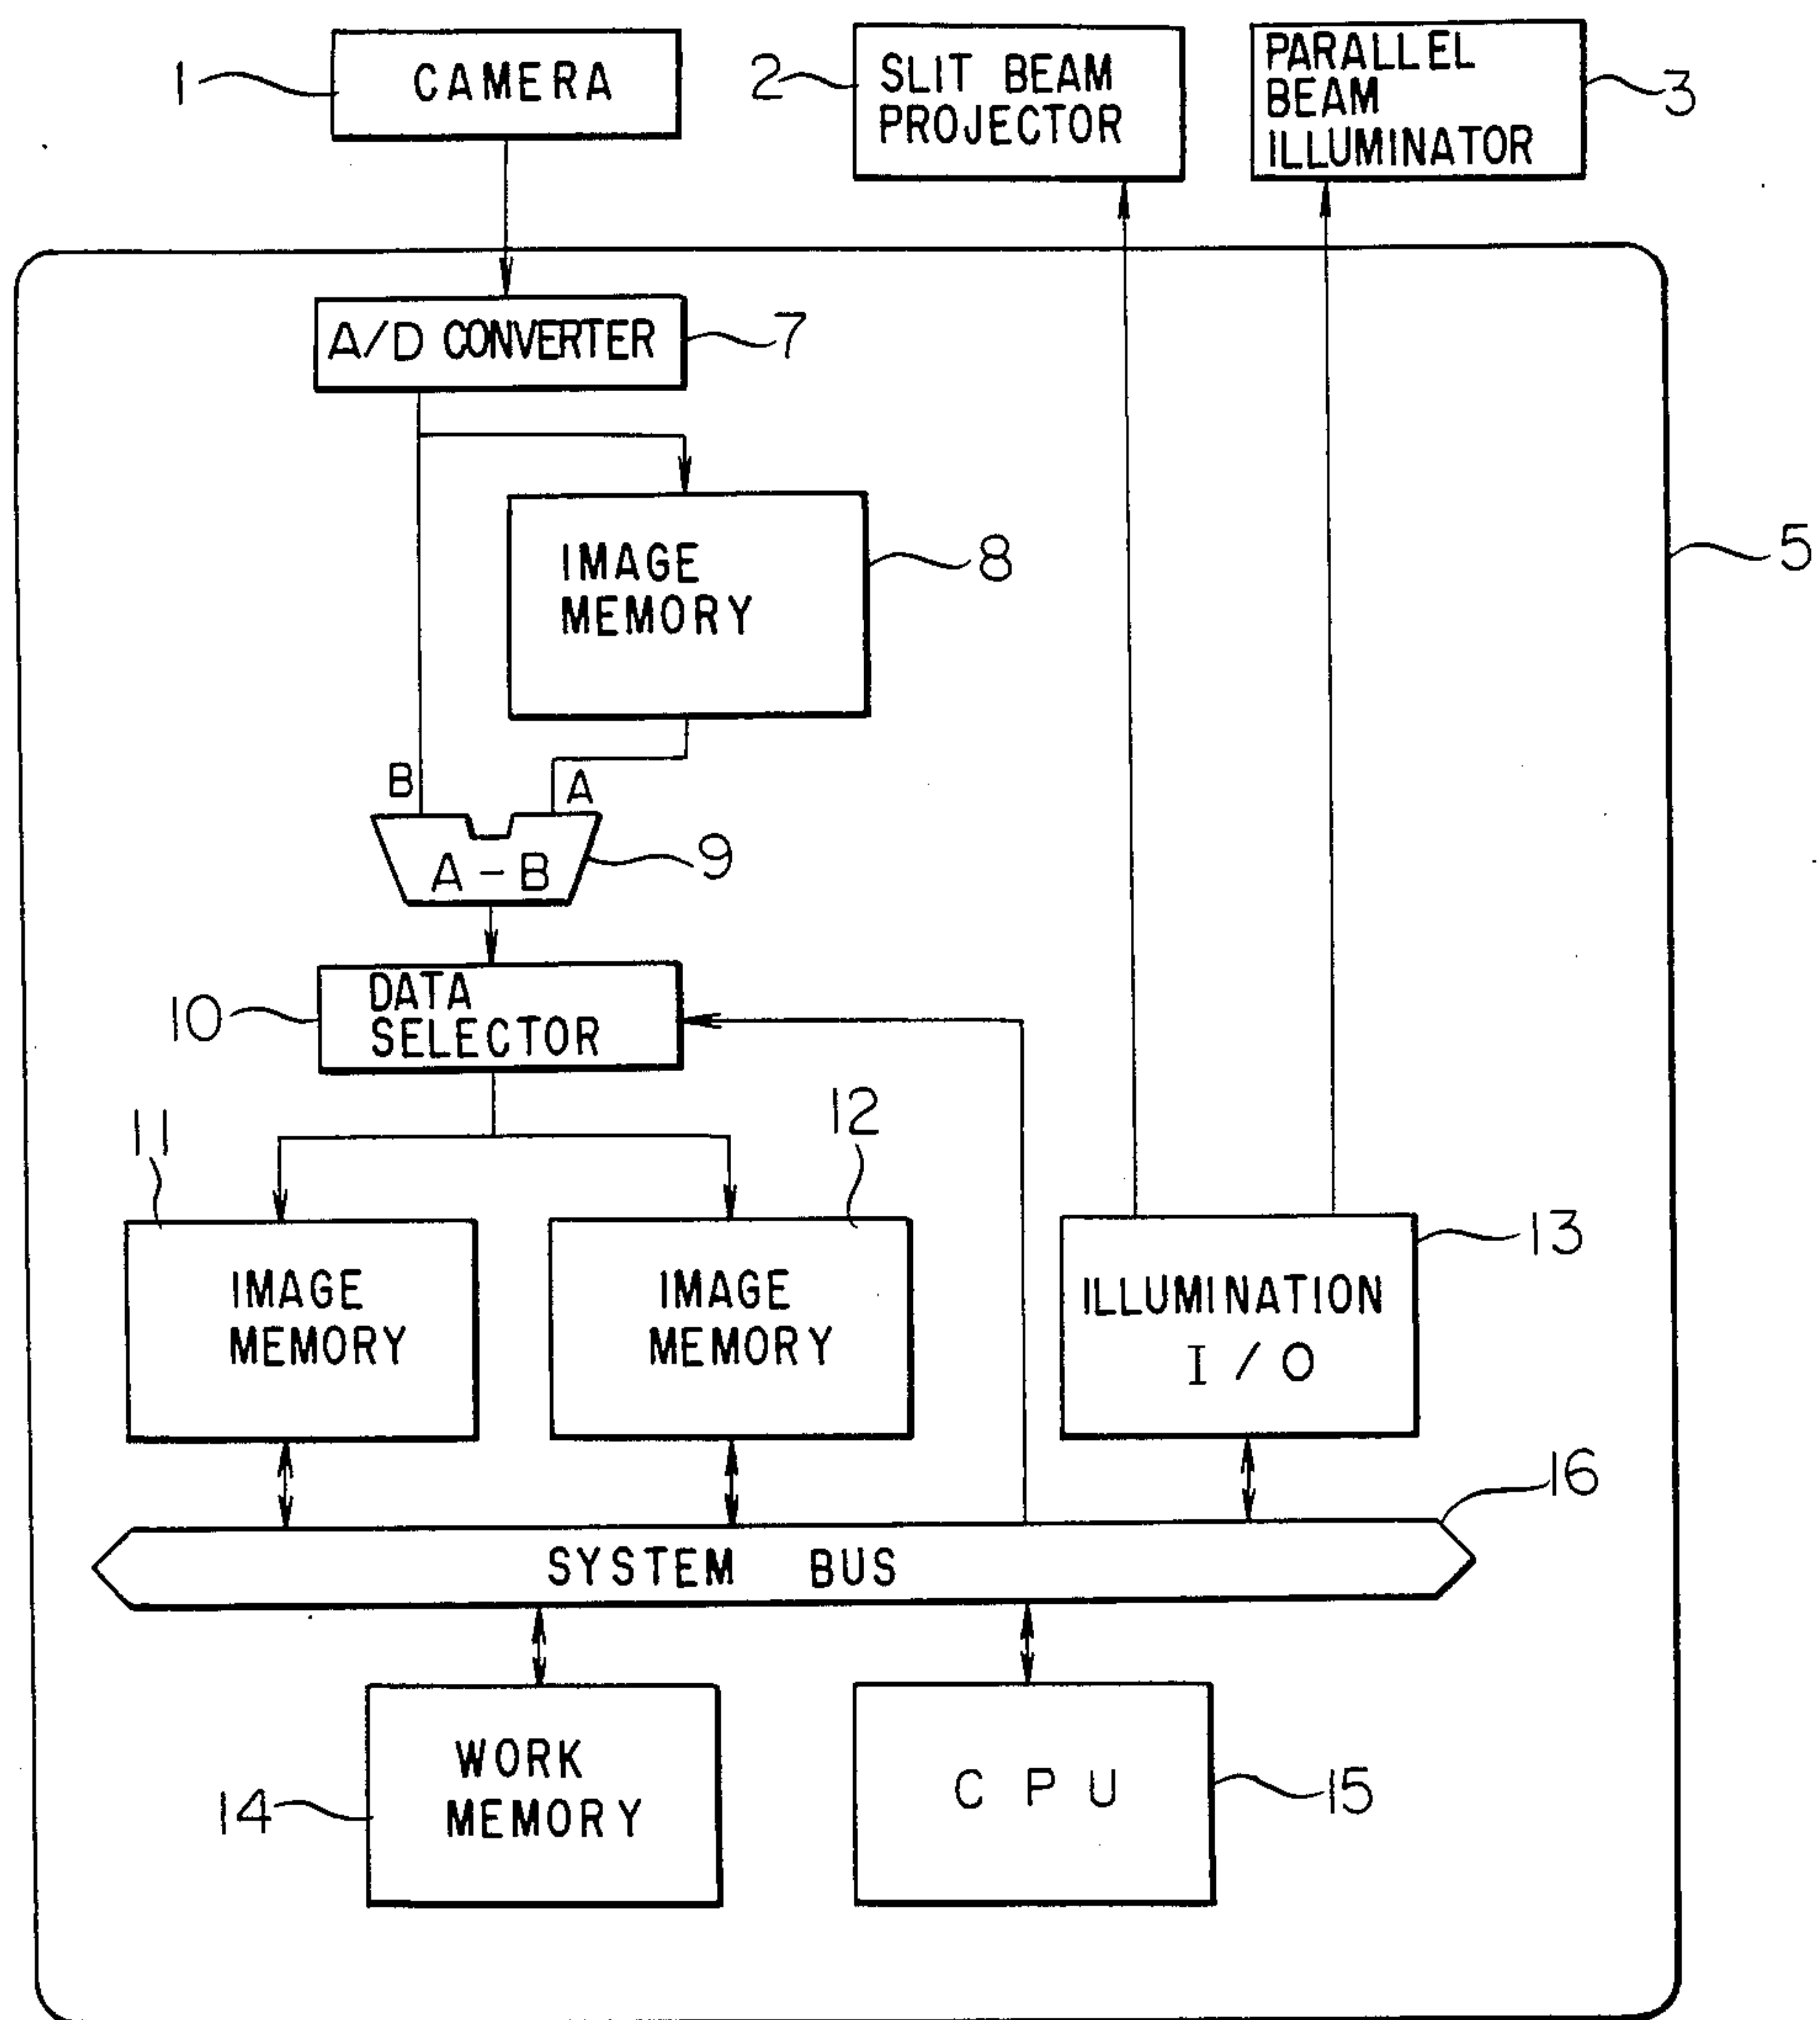 1
CAMERA
2
SLIT BEAM
PROJECTOR
PARALLEL
BEAM
ILLUMINATOR
3
A/D CONVERTER
7
IMAGE
MEMORY
8
5
B
A
A-B
9
10
DATA
SELECTOR
11
12
IMAGE
MEMORY
IMAGE
MEMORY
ILLUMINATION
I/O
13
16
SYSTEM BUS
14
WORK
MEMORY
CPU
15